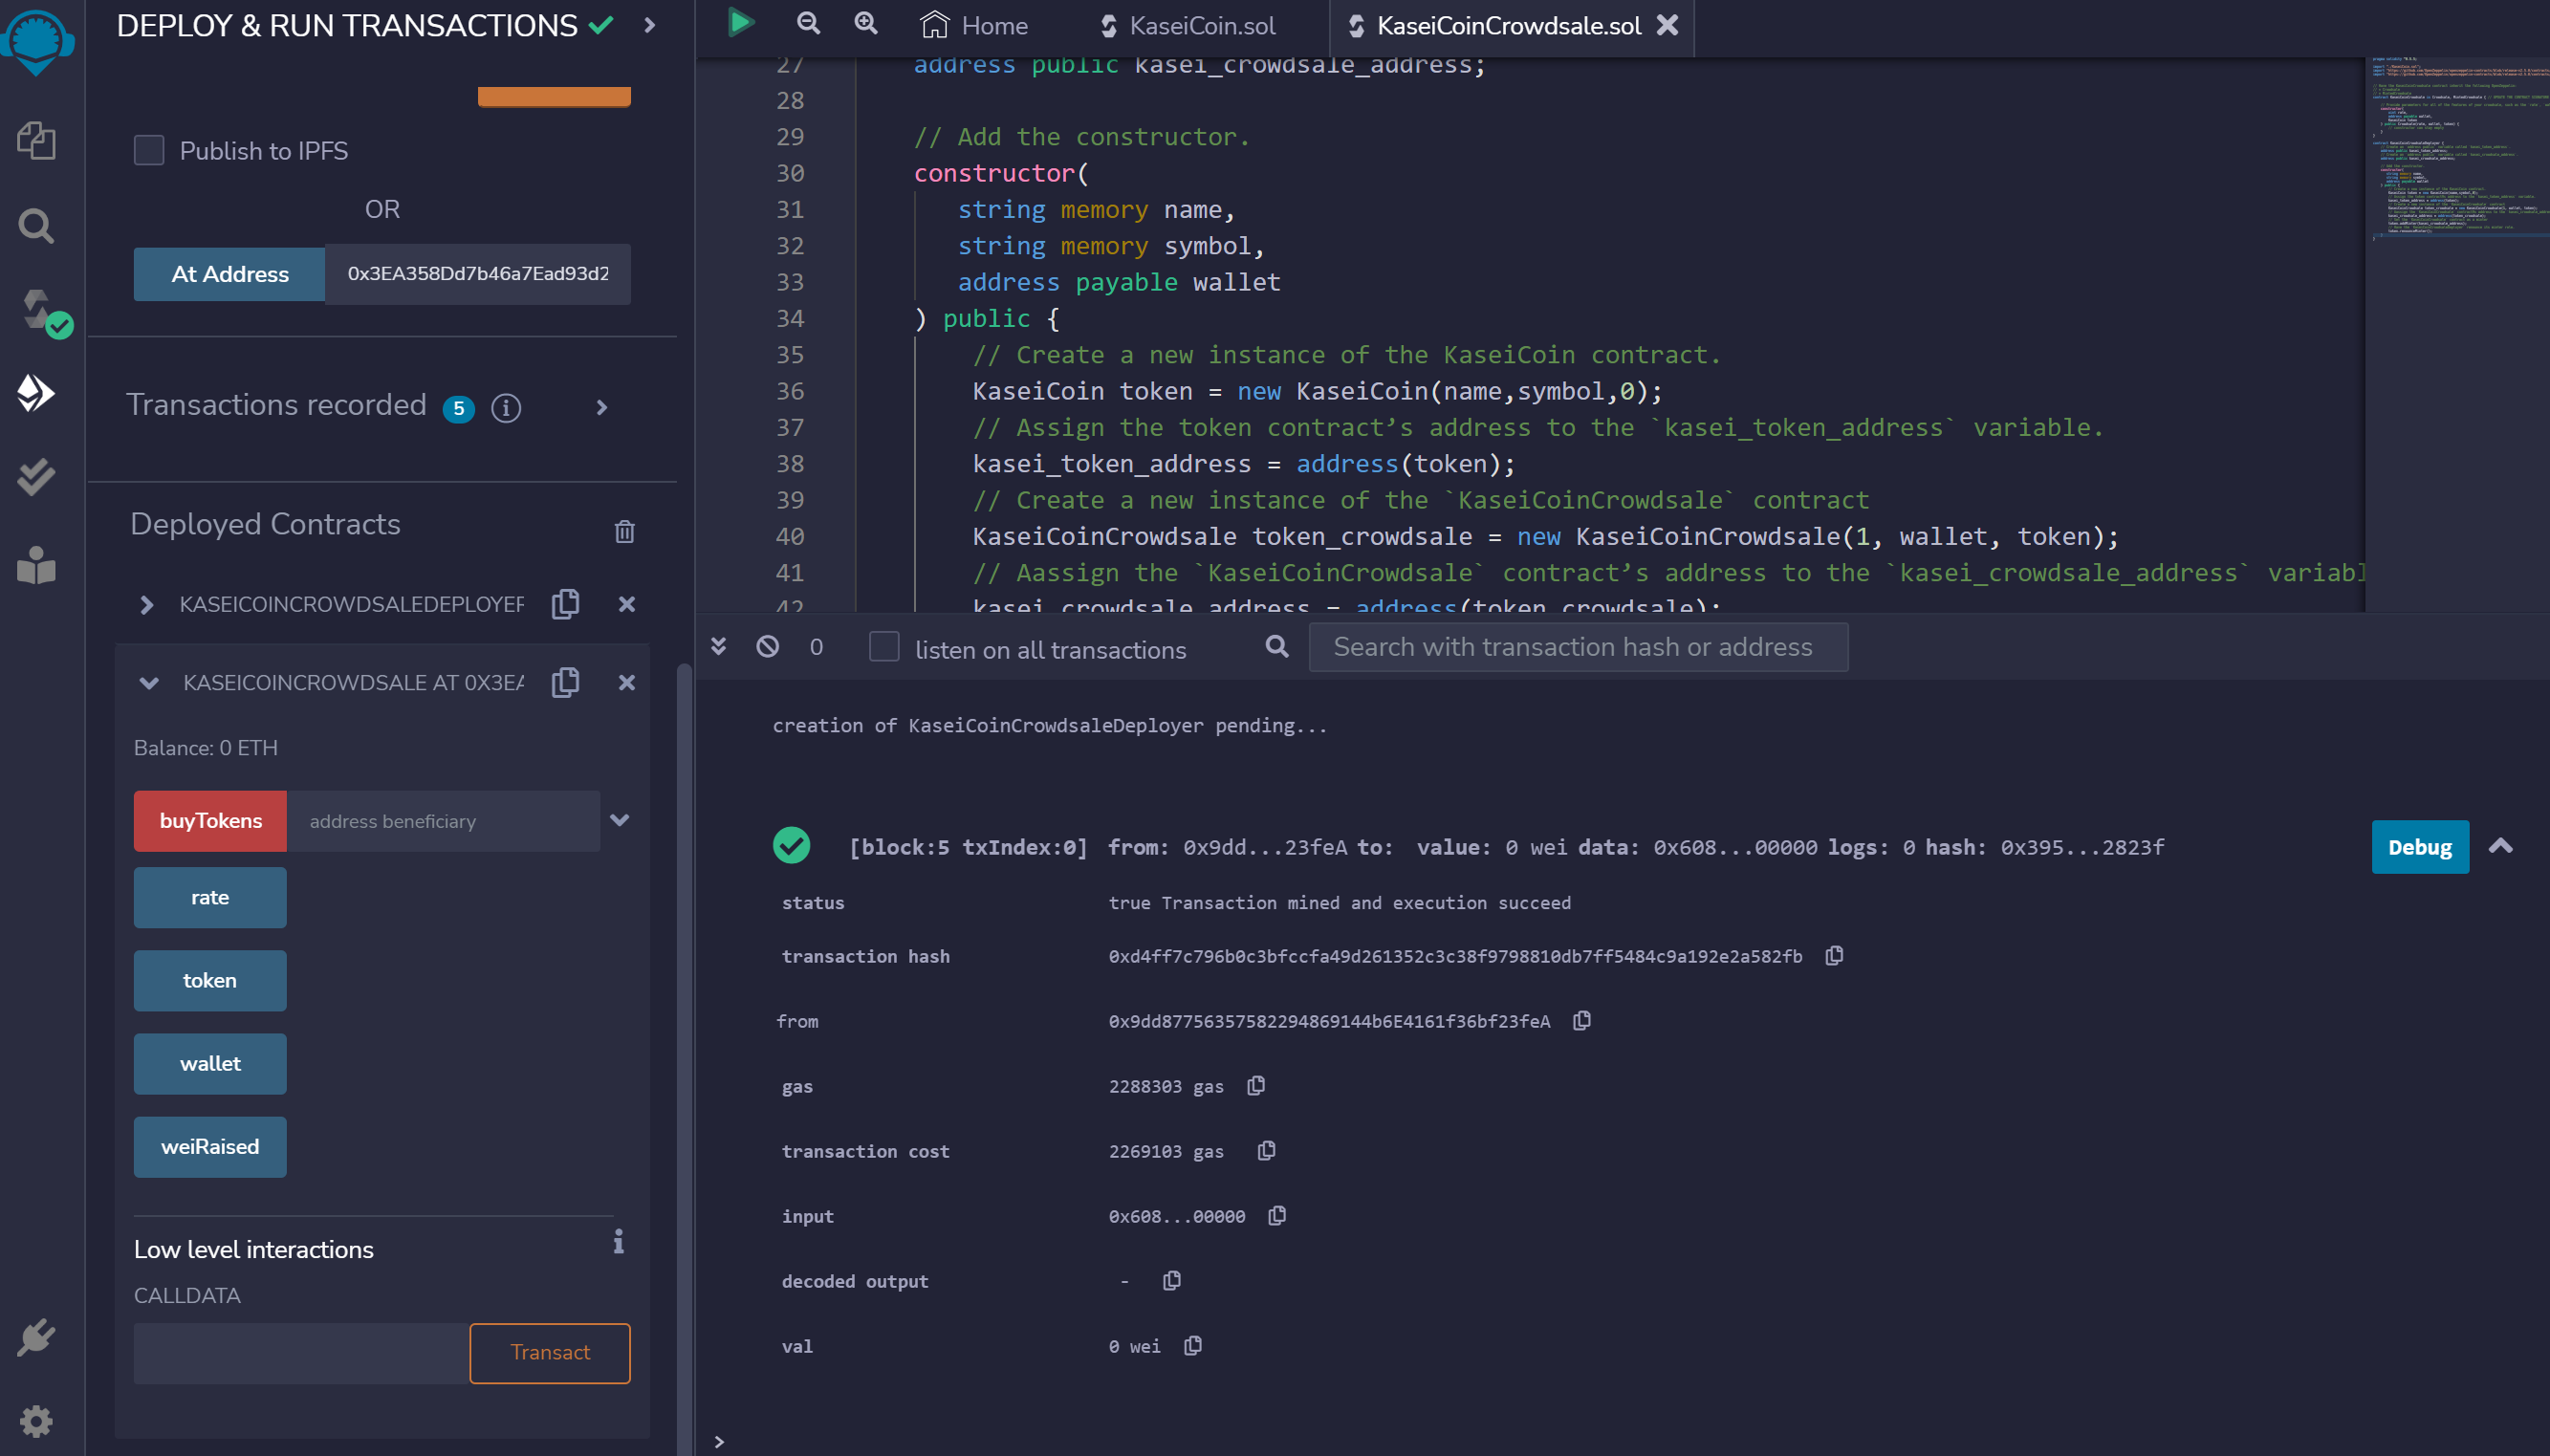 DEPLOY & RUN TRANSACTIONS
Publish to IPFS
OR
At Address 0x3EA358Dd7b46a7Ead93d2
Transactions recorded 5
Deployed Contracts
KASEICOINCROWDSALEDEPLOYER
KASEICOINCROWDSALE AT 0X3EA
Balance: 0 ETH
buyTokens address beneficiary
rate
token
wallet
weiRaised
Low level interactions
CALLDATA
Transact
Home KaseiCoin.sol KaseiCoinCrowdsale.sol
27 address public kasei_crowdsale_address;
28
29 // Add the constructor.
30 constructor(
31 string memory name,
32 string memory symbol,
33 address payable wallet
34 ) public {
35 // Create a new instance of the KaseiCoin contract.
36 KaseiCoin token = new KaseiCoin(name,symbol,0);
37 // Assign the token contract’s address to the `kasei_token_address` variable.
38 kasei_token_address = address(token);
39 // Create a new instance of the `KaseiCoinCrowdsale` contract
40 KaseiCoinCrowdsale token_crowdsale = new KaseiCoinCrowdsale(1, wallet, token);
41 // Aassign the `KaseiCoinCrowdsale` contract’s address to the `kasei_crowdsale_address` variabl
42 kasei_crowdsale_address = address(token_crowdsale);
0 listen on all transactions Search with transaction hash or address
creation of KaseiCoinCrowdsaleDeployer pending...
[block:5 txIndex:0] from: 0x9dd...23feA to: value: 0 wei data: 0x608...00000 logs: 0 hash: 0x395...2823f Debug
status true Transaction mined and execution succeed
transaction hash 0xd4ff7c796b0c3bfccfa49d261352c3c38f9798810db7ff5484c9a192e2a582fb
from 0x9dd87756357582294869144b6E4161f36bf23feA
gas 2288303 gas
transaction cost 2269103 gas
input 0x608...00000
decoded output -
val 0 wei
>